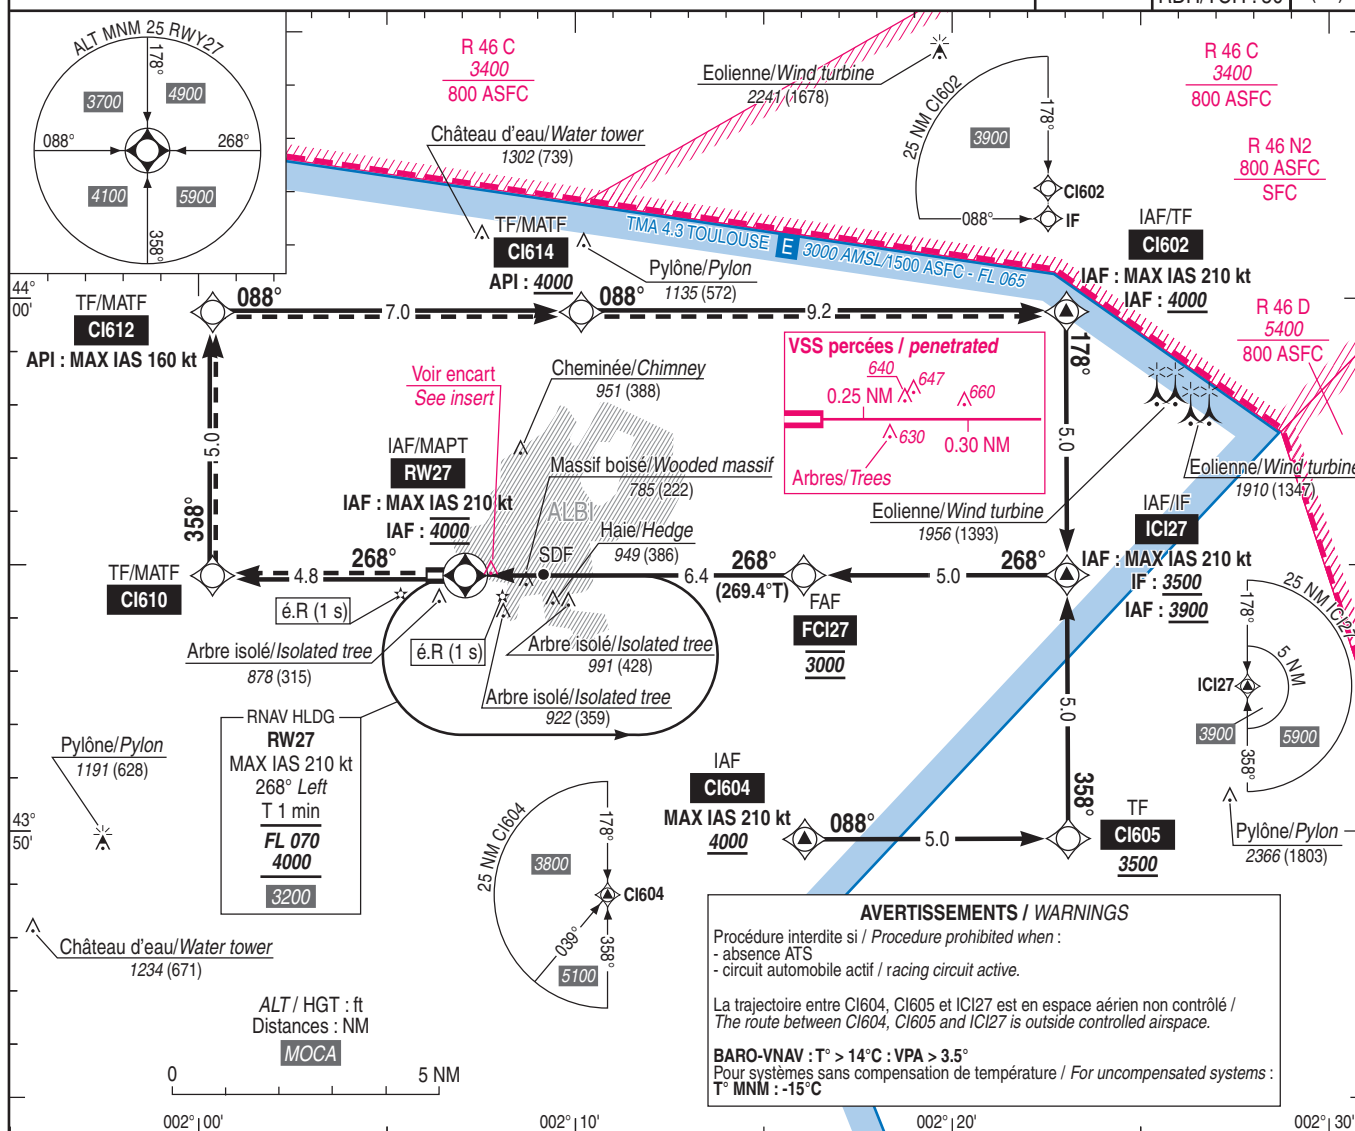 ALT MNM 25 RWY27
178°
3700
4900
088°
268°
4100
5900
358°
R 46 C
3400
800 ASFC
Eolienne/Wind turbine
2241 (1678)
Château d'eau/Water tower
1302 (739)
25 NM CI602
3900
178°
CI602
088°
IF
R 46 C
3400
800 ASFC
R 46 N2
800 ASFC
SFC
TMA 4.3 TOULOUSE E 3000 AMSL/1500 ASFC - FL 065
TF/MATF
CI614
API : 4000
Pylône/Pylon
1135 (572)
IAF/TF
CI602
IAF : MAX IAS 210 kt
IAF : 4000
44°
00'
TF/MATF
CI612
API : MAX IAS 160 kt
088°
7.0
088°
9.2
178°
R 46 D
5400
800 ASFC
VSS percées / penetrated
640
647
0.25 NM
660
630
0.30 NM
Arbres/Trees
Voir encart
See insert
Cheminée/Chimney
951 (388)
5.0
358°
5.0
IAF/MAPT
RW27
IAF : MAX IAS 210 kt
IAF : 4000
Massif boisé/Wooded massif
785 (222)
ALBI
Haie/Hedge
949 (386)
Eolienne/Wind turbine
1956 (1393)
Eolienne/Wind turbine
1910 (1347)
IAF/IF
ICI27
IAF : MAX IAS 210 kt
IF : 3500
IAF : 3900
TF/MATF
CI610
4.8
268°
SDF
6.4
268°
(269.4°T)
5.0
268°
FAF
FCI27
3000
é.R (1 s)
é.R (1 s)
Arbre isolé/Isolated tree
878 (315)
Arbre isolé/Isolated tree
991 (428)
Arbre isolé/Isolated tree
922 (359)
25 NM ICI27
178°
5 NM
ICI27
3900
5900
358°
5.0
358°
RNAV HLDG
RW27
MAX IAS 210 kt
268° Left
T 1 min
FL 070
4000
3200
Pylône/Pylon
1191 (628)
43°
50'
IAF
CI604
MAX IAS 210 kt
4000
088°
5.0
TF
CI605
3500
Pylône/Pylon
2366 (1803)
25 NM CI604
178°
3800
CI604
039°
358°
5100
Château d'eau/Water tower
1234 (671)
ALT / HGT : ft
Distances : NM
MOCA
0
5 NM
AVERTISSEMENTS / WARNINGS
Procédure interdite si / Procedure prohibited when :
- absence ATS
- circuit automobile actif / racing circuit active.
La trajectoire entre CI604, CI605 et ICI27 est en espace aérien non contrôlé /
The route between CI604, CI605 and ICI27 is outside controlled airspace.
BARO-VNAV : T° > 14°C : VPA > 3.5°
Pour systèmes sans compensation de température / For uncompensated systems :
T° MNM : -15°C
002° 00'
002° 10'
002° 20'
002° 30'